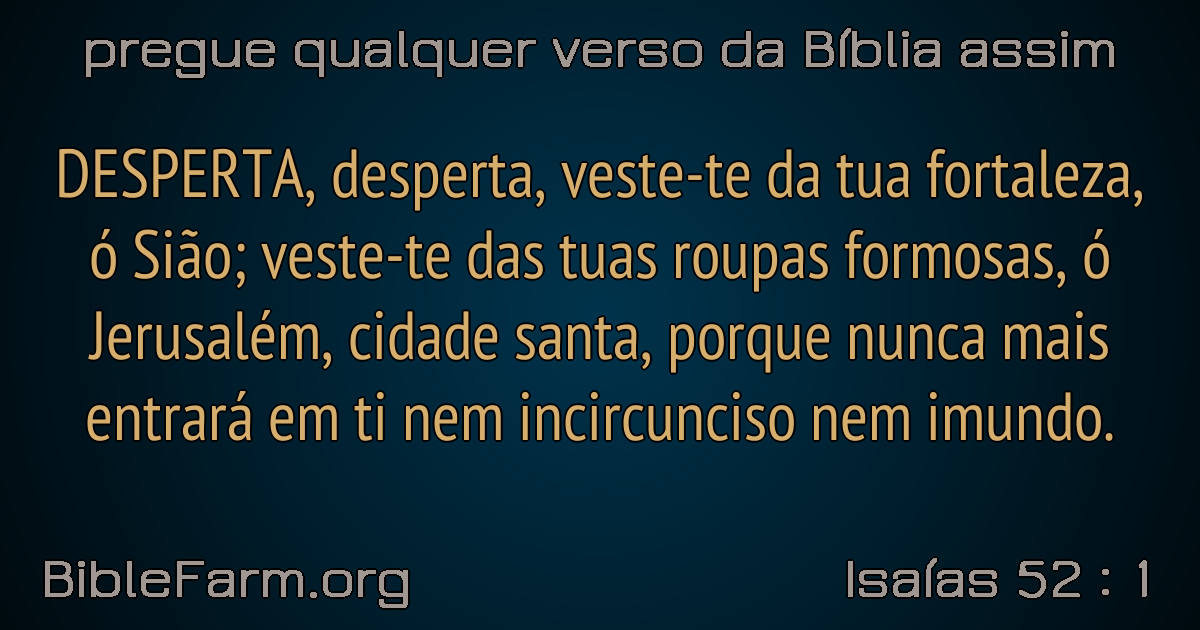 pregue qualquer verso da Bíblia assim
DESPERTA, desperta, veste-te da tua fortaleza,
ó Sião; veste-te das tuas roupas formosas, ó
Jerusalém, cidade santa, porque nunca mais
entrará em ti nem incircunciso nem imundo.
BibleFarm.org
Isaías 52 : 1